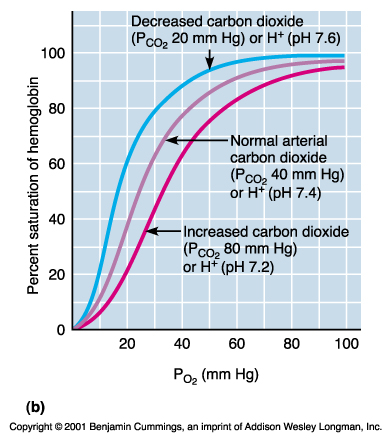 Decreased carbon dioxide
(PCO2 20 mm Hg) or H+ (pH 7.6)
100
80
60
40
20
0
Percent saturation of hemoglobin
Normal arterial
carbon dioxide
(PCO2 40 mm Hg)
or H+ (pH 7.4)
Increased carbon dioxide
(PCO2 80 mm Hg)
or H+ (pH 7.2)
20 40 60 80 100
PO2 (mm Hg)
(b)
Copyright © 2001 Benjamin Cummings, an imprint of Addison Wesley Longman, Inc.